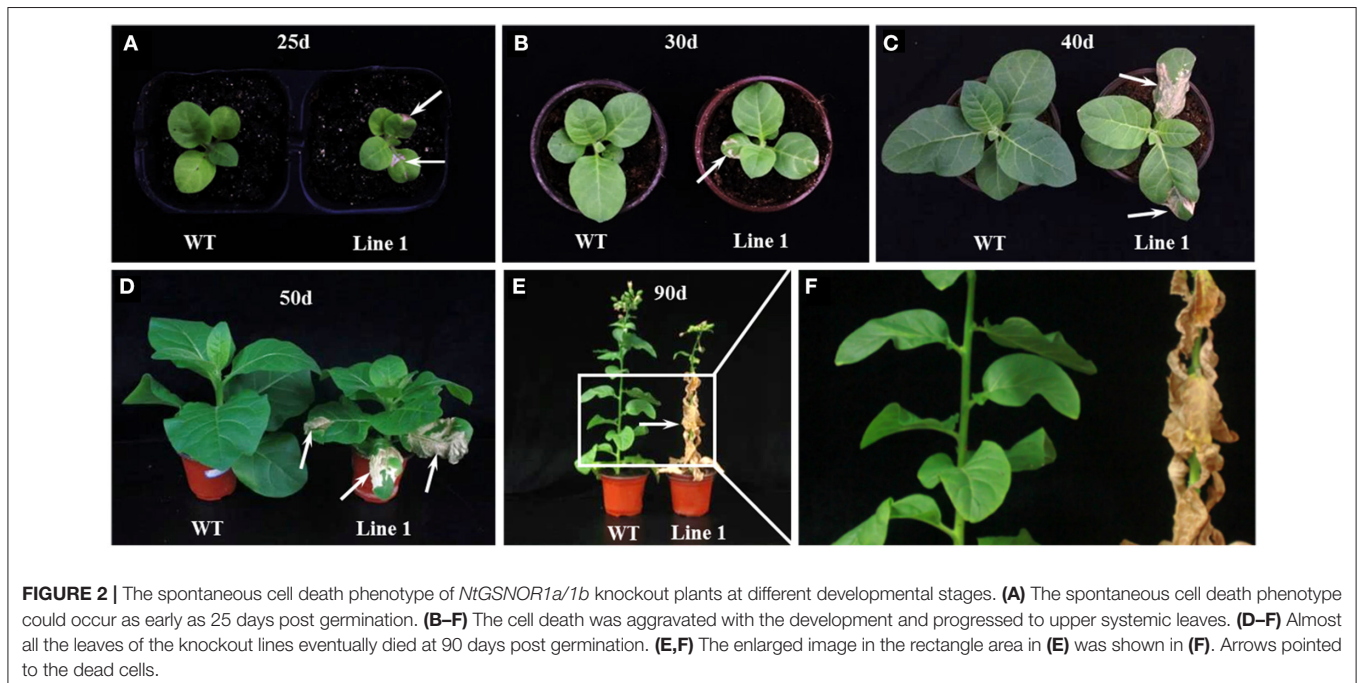 A
25d
WT
Line 1
B
30d
WT
Line 1
C
40d
WT
Line 1
D
50d
WT
Line 1
E
90d
WT
Line 1
F
FIGURE 2 | The spontaneous cell death phenotype of NtGSNOR1a/1b knockout plants at different developmental stages. (A) The spontaneous cell death phenotype
could occur as early as 25 days post germination. (B–F) The cell death was aggravated with the development and progressed to upper systemic leaves. (D–F) Almost
all the leaves of the knockout lines eventually died at 90 days post germination. (E,F) The enlarged image in the rectangle area in (E) was shown in (F). Arrows pointed
to the dead cells.